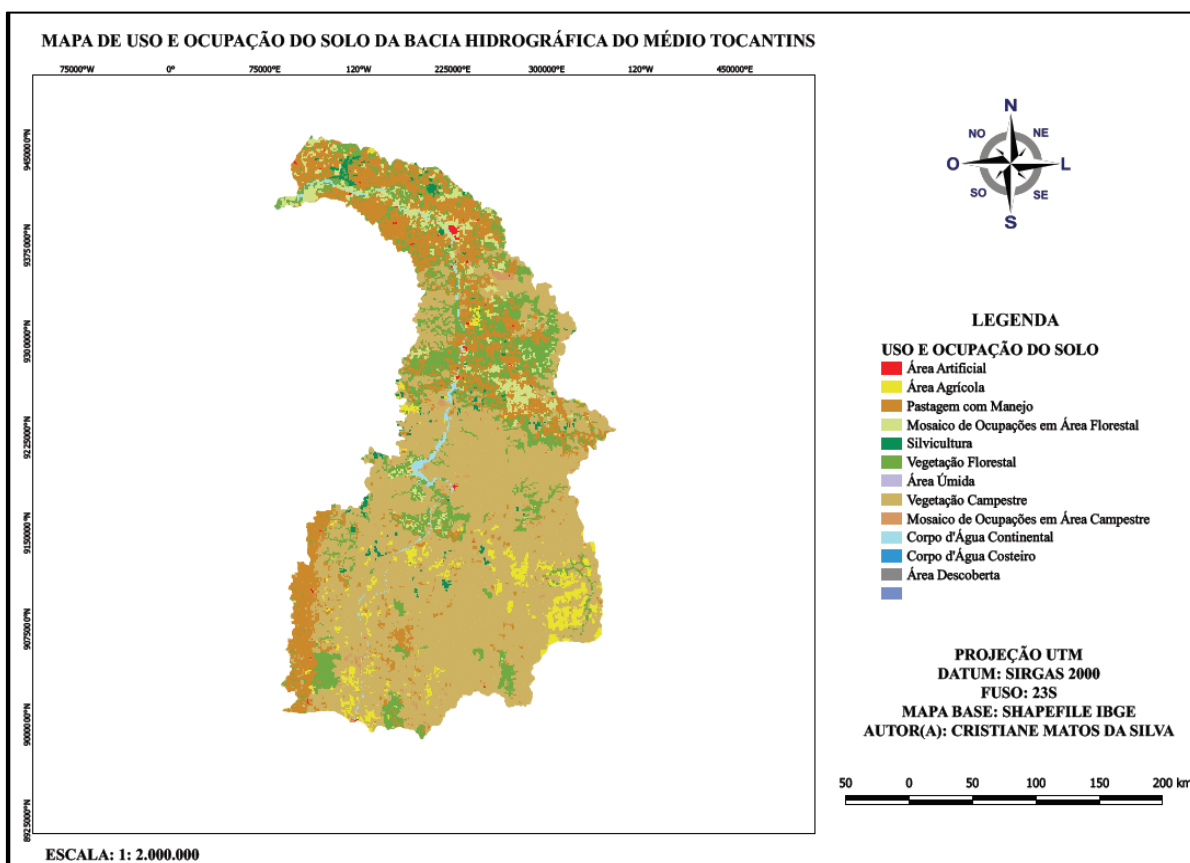 MAPA DE USO E OCUPAÇÃO DO SOLO DA BACIA HIDROGRÁFICA DO MÉDIO TOCANTINS
75000°W 0° 75000°E 120°W 225000°E 300000°E 120°W 450000°E
9450000°N
9375000°N
9300000°N
9225000°N
9150000°N
9075000°N
9000000°N
8925000°N
N
NO NE
O L
SO SE
S
LEGENDA
USO E OCUPAÇÃO DO SOLO
Área Artificial
Área Agrícola
Pastagem com Manejo
Mosaico de Ocupações em Área Florestal
Silvicultura
Vegetação Florestal
Área Úmida
Vegetação Campestre
Mosaico de Ocupações em Área Campestre
Corpo d'Água Continental
Corpo d'Água Costeiro
Área Descoberta
PROJEÇÃO UTM
DATUM: SIRGAS 2000
FUSO: 23S
MAPA BASE: SHAPEFILE IBGE
AUTOR(A): CRISTIANE MATOS DA SILVA
50 0 50 100 150 200 km
ESCALA: 1: 2.000.000